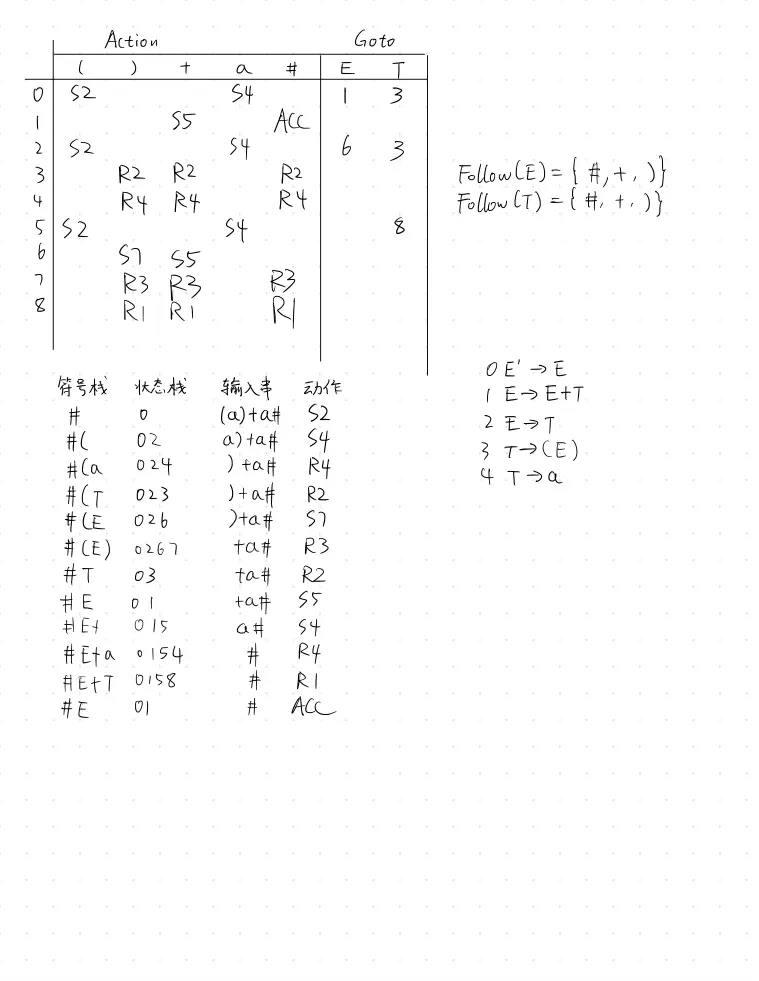 Action Goto
( ) + a # E T
0 S2 S4 1 3
1 S5 ACC
2 S2 S4 6 3
3 R2 R2 R2
4 R4 R4 R4
5 S2 S4 8
6 S7 S5
7 R3 R3 R3
8 R1 R1 R1
Follow(E) = { #, +, )}
Follow(T) = { #, +, )}
0 E' → E
1 E → E+T
2 E → T
3 T → (E)
4 T → a
符号栈 状态栈 输入串 动作
# 0 (a)+a# S2
#( 02 a)+a# S4
#(a 024 )+a# R4
#(T 023 )+a# R2
#(E 026 )+a# S7
#(E) 0267 +a# R3
#T 03 +a# R2
#E 01 +a# S5
#E+ 015 a# S4
#E+a 0154 # R4
#E+T 0158 # R1
#E 01 # ACC